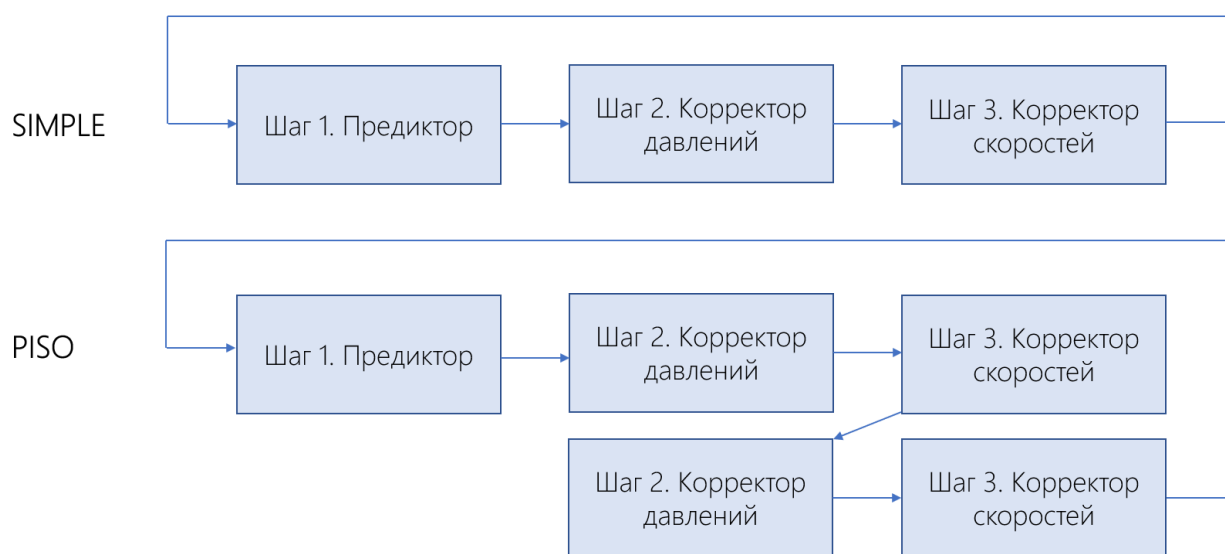 SIMPLE
Шаг 1. Предиктор
Шаг 2. Корректор
давлений
Шаг 3. Корректор
скоростей
PISO
Шаг 1. Предиктор
Шаг 2. Корректор
давлений
Шаг 3. Корректор
скоростей
Шаг 2. Корректор
давлений
Шаг 3. Корректор
скоростей